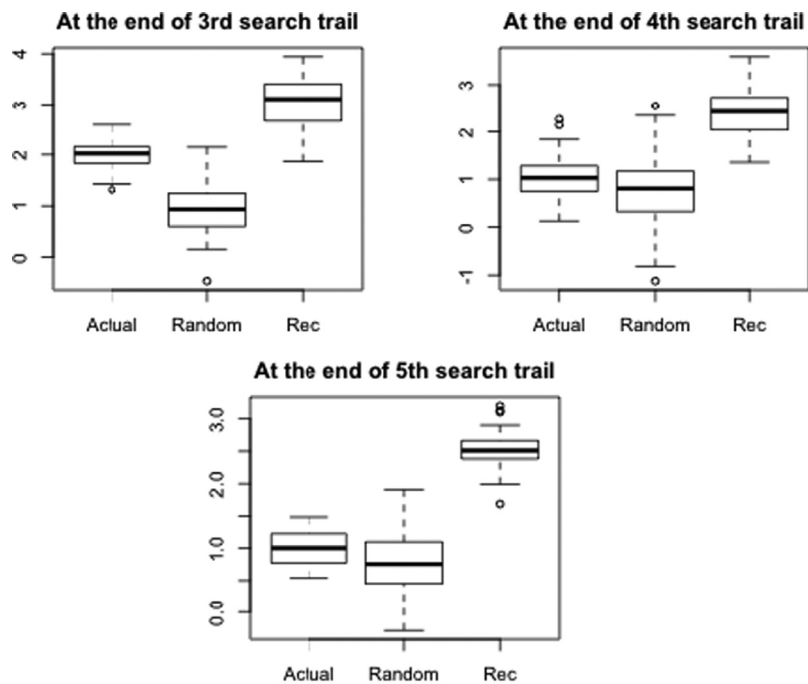 At the end of 3rd search trail
4
3
2
1
0
Actual Random Rec
At the end of 4th search trail
3
2
1
0
-1
Actual Random Rec
At the end of 5th search trail
3.0
2.0
1.0
0.0
Actual Random Rec